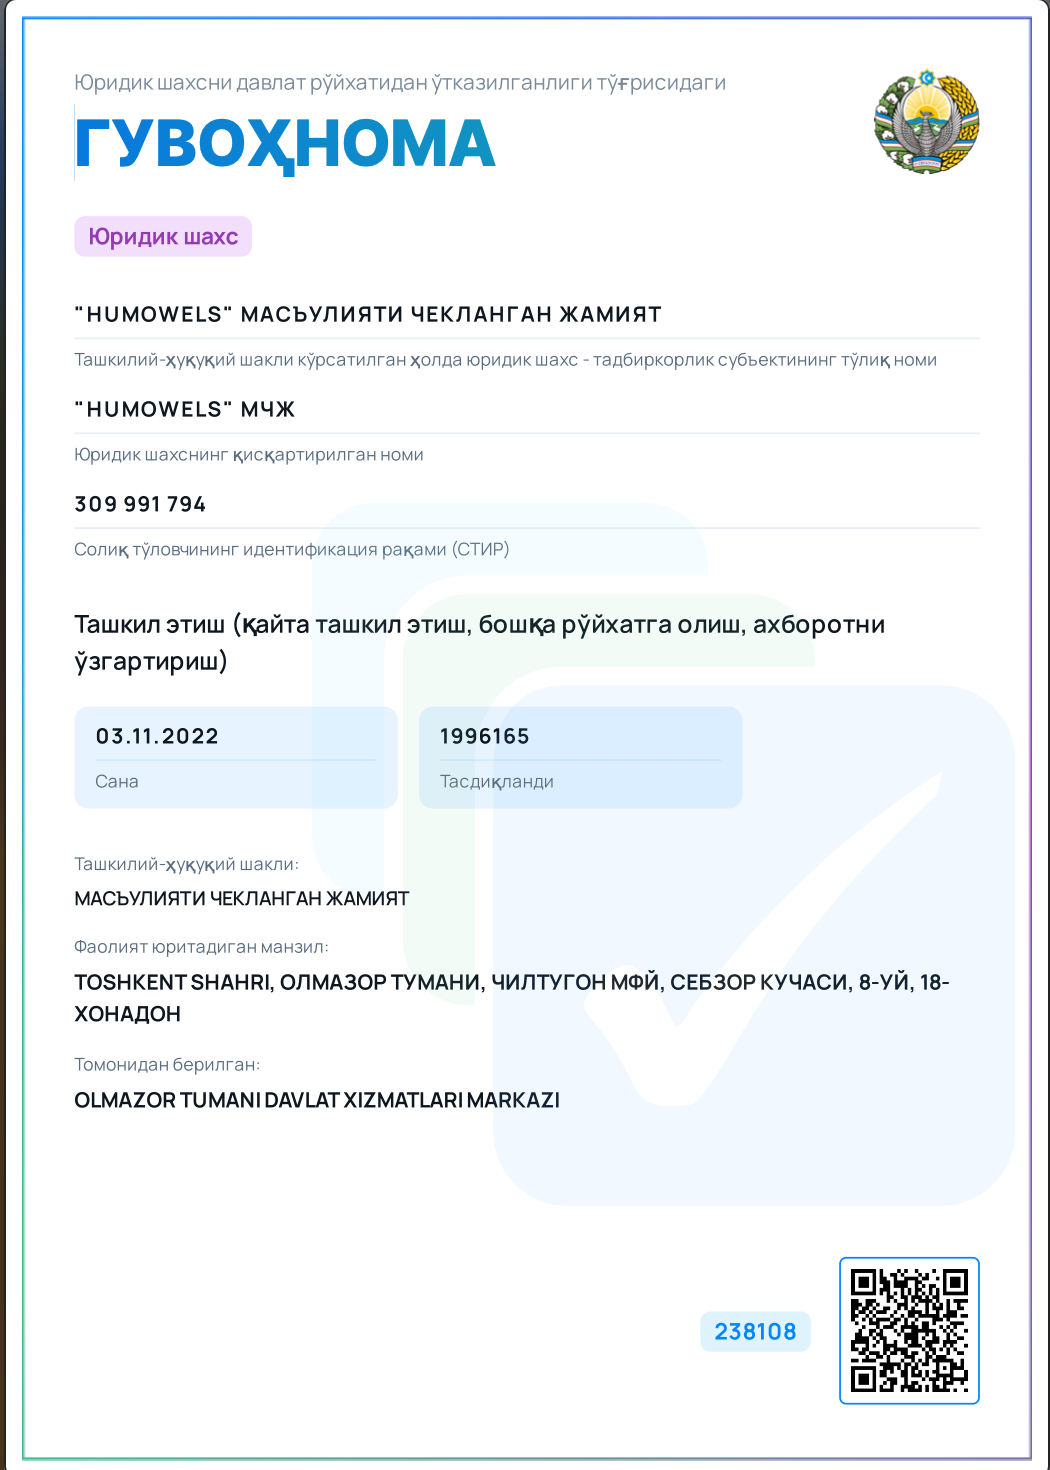 Юридик шахсни давлат рўйхатидан ўтказилганлиги тўғрисидаги
ГУВОҲНОМА
Юридик шахс
"HUMOWELS" МАСЪУЛИЯТИ ЧЕКЛАНГАН ЖАМИЯТ
Ташкилий-ҳуқуқий шакли кўрсатилган ҳолда юридик шахс - тадбиркорлик субъектининг тўлиқ номи
"HUMOWELS" МЧЖ
Юридик шахснинг қисқартирилган номи
309 991 794
Солиқ тўловчининг идентификация рақами (СТИР)
Ташкил этиш (қайта ташкил этиш, бошқа рўйхатга олиш, ахборотни
ўзгартириш)
03.11.2022 1996165
Сана Тасдиқланди
Ташкилий-ҳуқуқий шакли:
МАСЪУЛИЯТИ ЧЕКЛАНГАН ЖАМИЯТ
Фаолият юритадиган манзил:
TOSHKENT SHAHRI, ОЛМАЗОР ТУМАНИ, ЧИЛТУГОН МФЙ, СЕБЗОР КУЧАСИ, 8-УЙ, 18-
ХОНАДОН
Томонидан берилган:
OLMAZOR TUMANI DAVLAT XIZMATLARI MARKAZI
238108